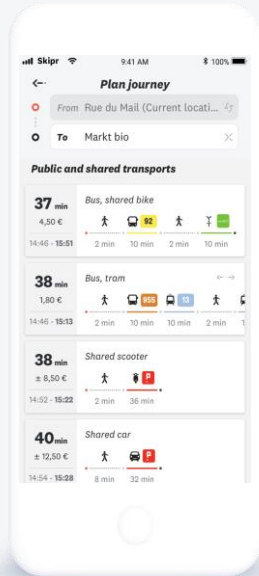 Skipr 9:41 AM 100%
Plan journey
From Rue du Mail (Current locati...
To Markt bio
Public and shared transports
37 min
Bus, shared bike
4,50 €
92
14:46 - 15:51
2 min 10 min 2 min 10 min
38 min
Bus, tram
1,80 €
955 13
14:46 - 15:13
2 min 10 min 10 min 2 min 1
38 min
Shared scooter
± 8,50 €
P
14:52 - 15:22
2 min 36 min
40 min
Shared car
± 12,50 €
P
14:54 - 15:28
8 min 32 min